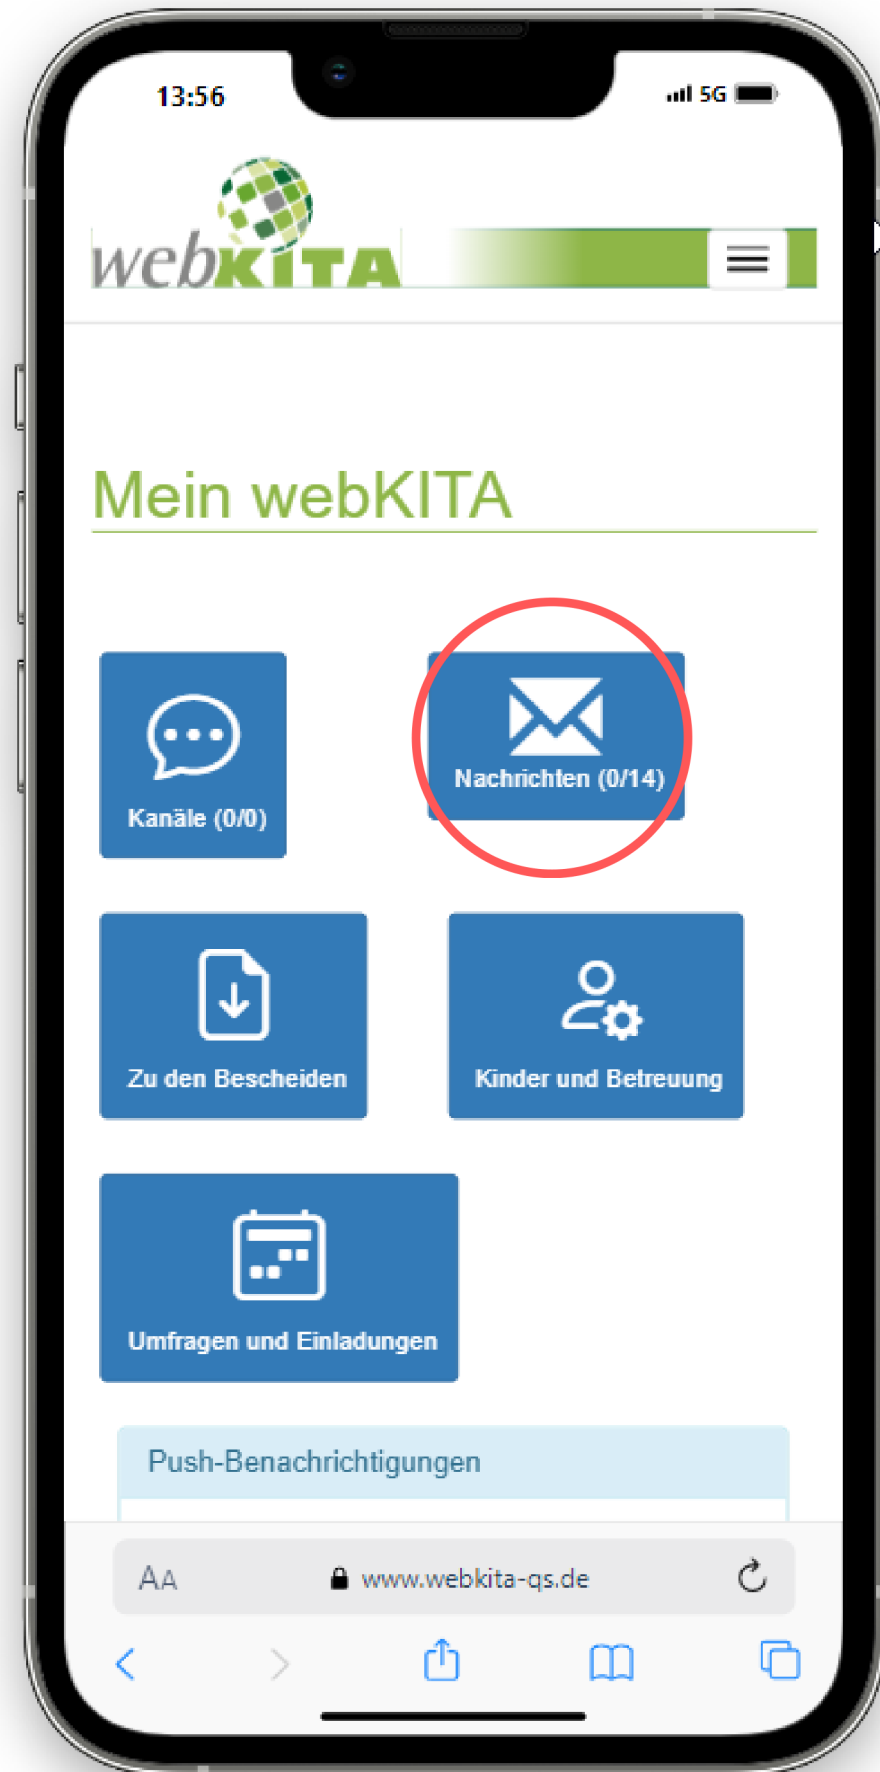 13:56
5G
webKITA
Mein webKITA
Kanäle (0/0)
Nachrichten (0/14)
Zu den Bescheiden
Kinder und Betreuung
Umfragen und Einladungen
Push-Benachrichtigungen
AA
www.webkita-qs.de